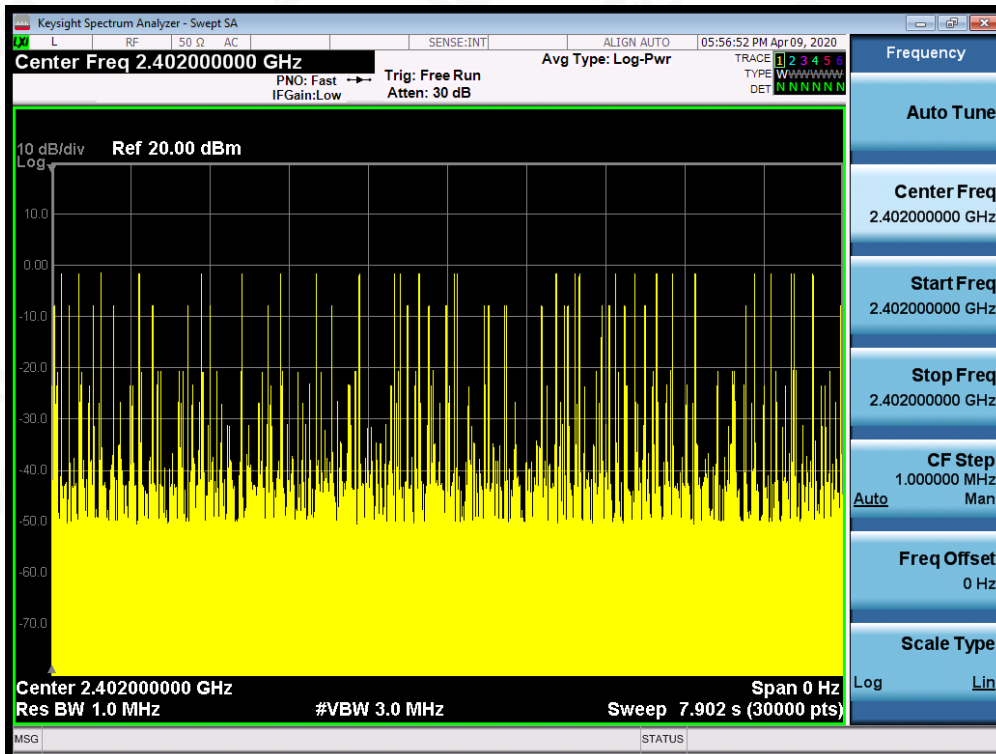 Keysight Spectrum Analyzer - Swept SA
LXI L RF 50 Ω AC SENSE:INT ALIGN AUTO 05:56:52 PM Apr 09, 2020
Center Freq 2.402000000 GHz
PNO: Fast
IFGain:Low
Trig: Free Run
Atten: 30 dB
Avg Type: Log-Pwr
TRACE 1 2 3 4 5 6
TYPE W
DET N N N N N N
10 dB/div
Log
Ref 20.00 dBm
10.0
0.00
-10.0
-20.0
-30.0
-40.0
-50.0
-60.0
-70.0
Center 2.402000000 GHz
Span 0 Hz
Res BW 1.0 MHz
#VBW 3.0 MHz
Sweep 7.902 s (30000 pts)
MSG
STATUS
Frequency
Auto Tune
Center Freq
2.402000000 GHz
Start Freq
2.402000000 GHz
Stop Freq
2.402000000 GHz
CF Step
1.000000 MHz
Auto Man
Freq Offset
0 Hz
Scale Type
Log Lin